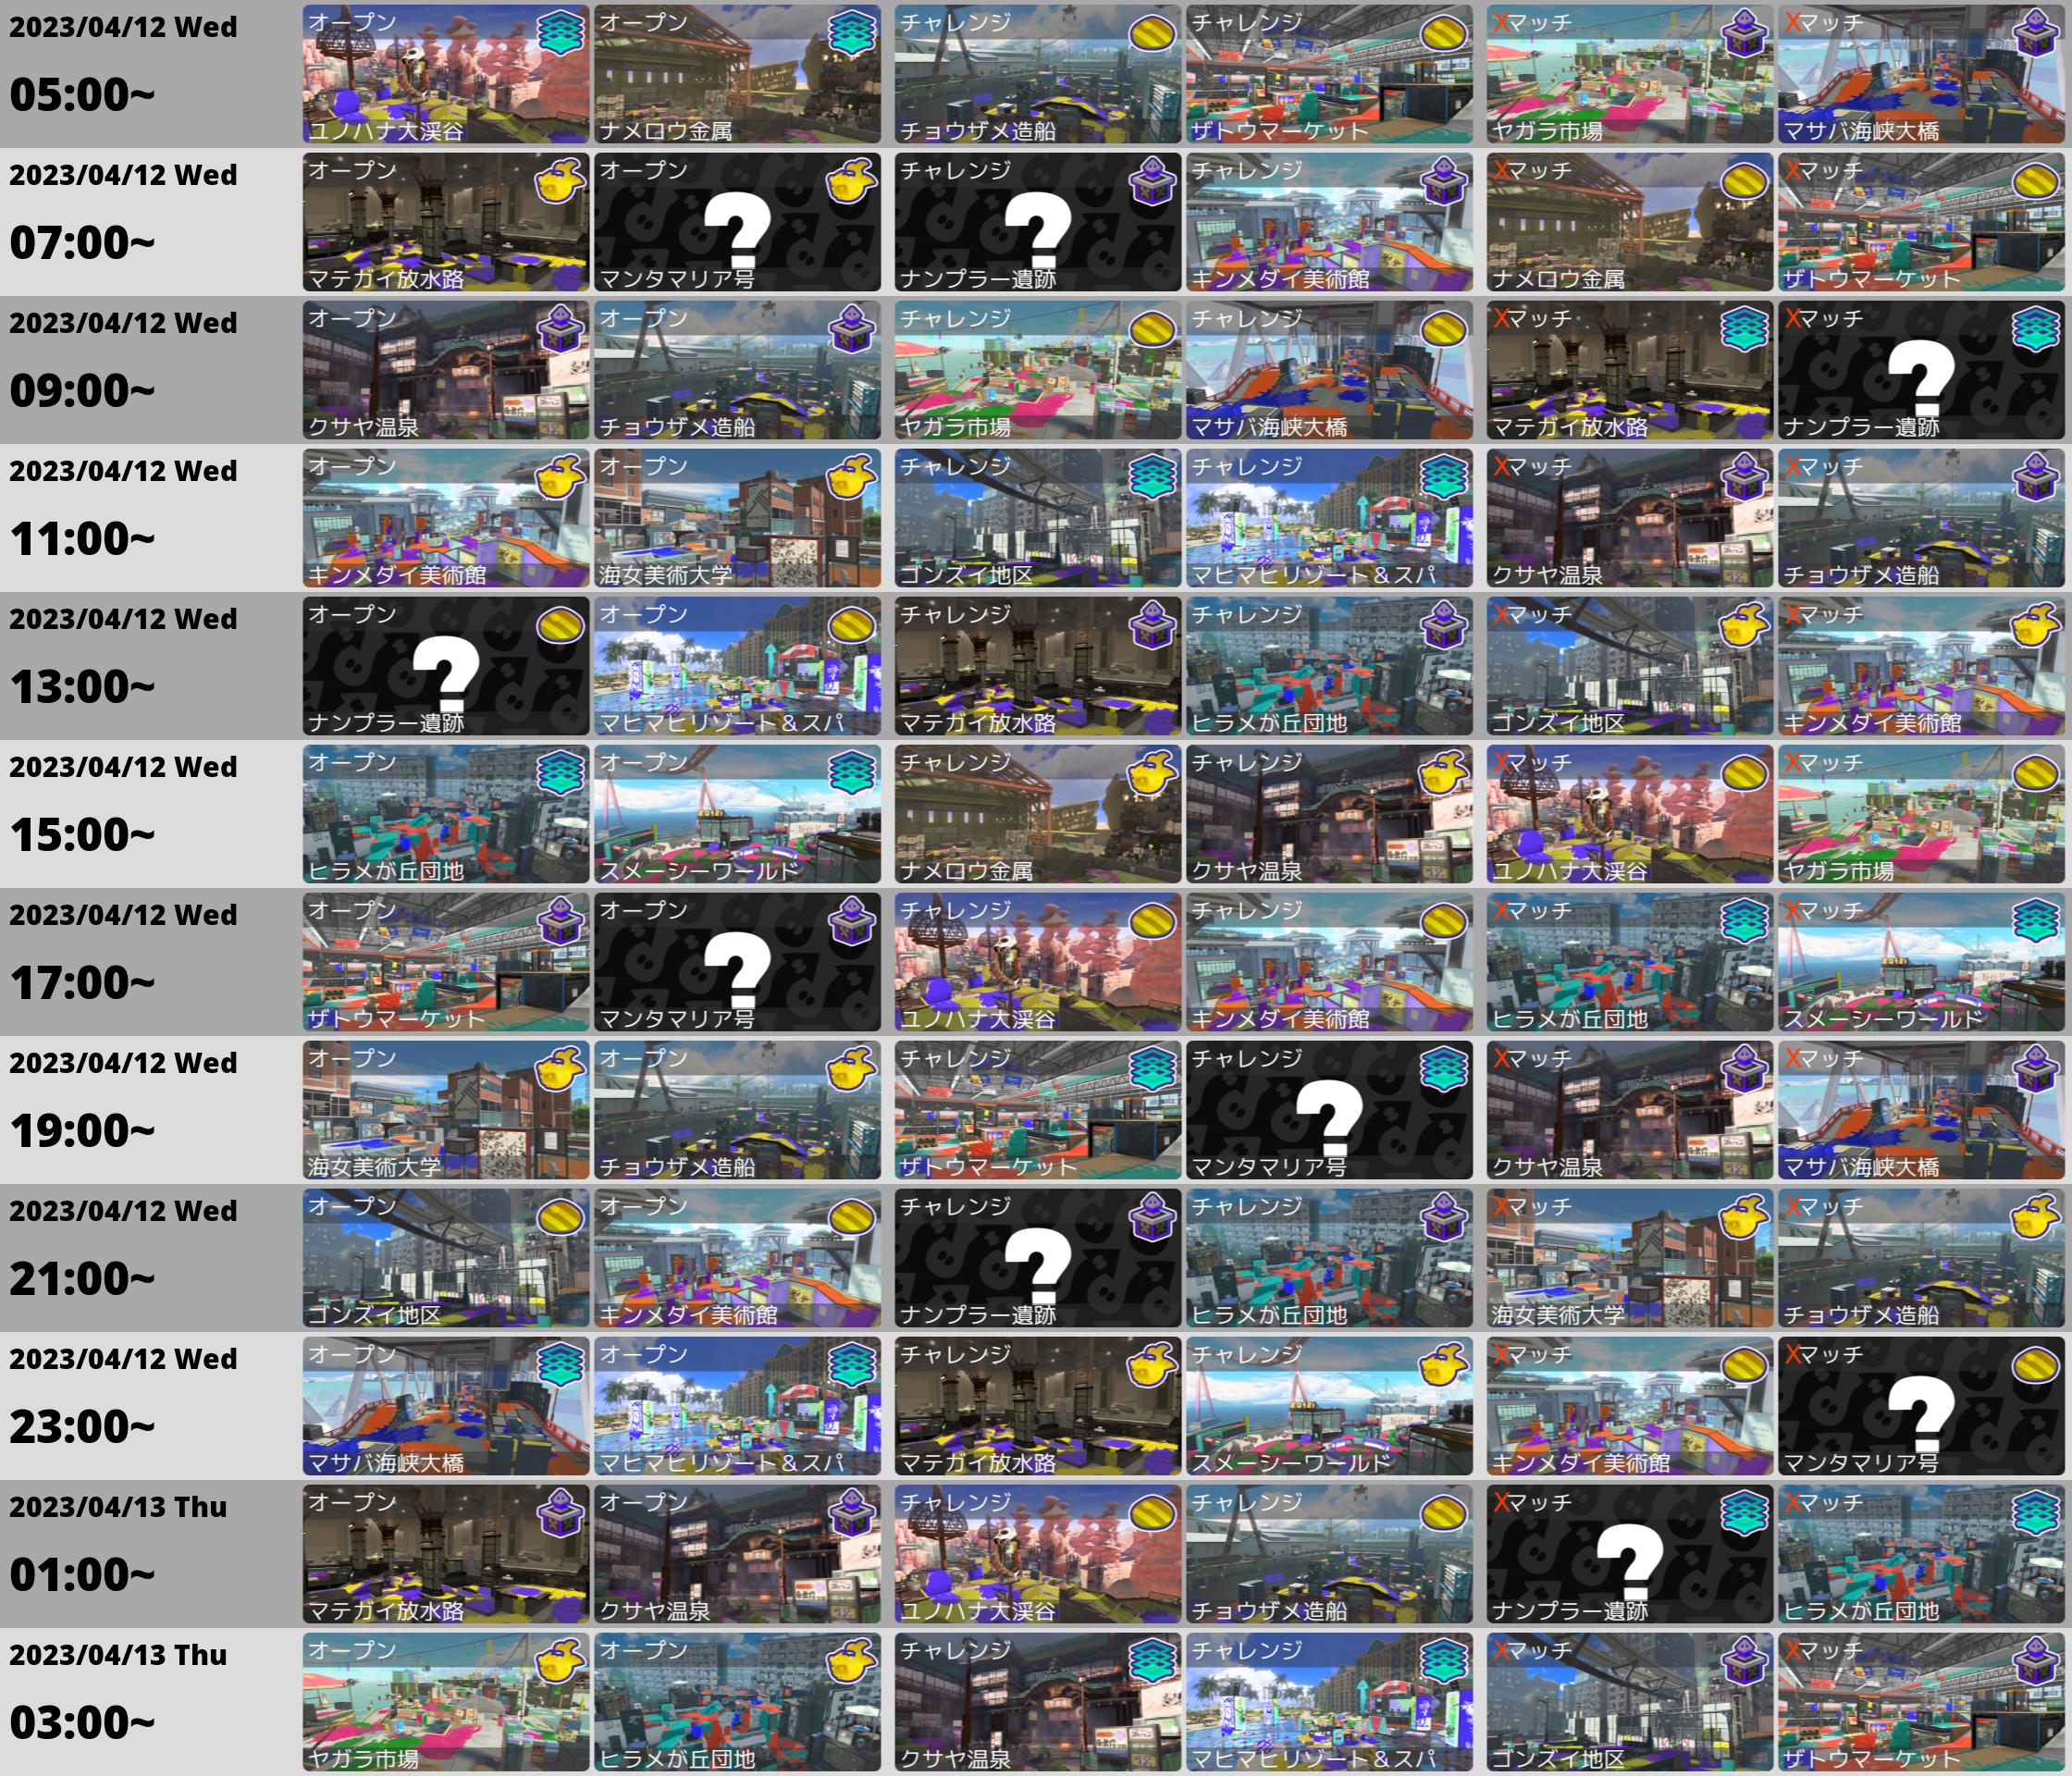 2023/04/12 Wed
05:00~
オープン オープン チャレンジ チャレンジ Xマッチ Xマッチ
ユノハナ大渓谷 ナメロウ金属 チョウザメ造船 ザトウマーケット ヤガラ市場 マサバ海峡大橋
2023/04/12 Wed
07:00~
オープン オープン チャレンジ チャレンジ Xマッチ Xマッチ
? ?
マテガイ放水路 マンタマリア号 ナンプラー遺跡 キンメダイ美術館 ナメロウ金属 ザトウマーケット
2023/04/12 Wed
09:00~
オープン オープン チャレンジ チャレンジ Xマッチ Xマッチ
?
クサヤ温泉 チョウザメ造船 ヤガラ市場 マサバ海峡大橋 マテガイ放水路 ナンプラー遺跡
2023/04/12 Wed
11:00~
オープン オープン チャレンジ チャレンジ Xマッチ Xマッチ
キンメダイ美術館 海女美術大学 ゴンズイ地区 マヒマヒリゾート＆スパ クサヤ温泉 チョウザメ造船
2023/04/12 Wed
13:00~
オープン オープン チャレンジ チャレンジ Xマッチ Xマッチ
?
ナンプラー遺跡 マヒマヒリゾート＆スパ マテガイ放水路 ヒラメが丘団地 ゴンズイ地区 キンメダイ美術館
2023/04/12 Wed
15:00~
オープン オープン チャレンジ チャレンジ Xマッチ Xマッチ
ヒラメが丘団地 スメーシーワールド ナメロウ金属 クサヤ温泉 ユノハナ大渓谷 ヤガラ市場
2023/04/12 Wed
17:00~
オープン オープン チャレンジ チャレンジ Xマッチ Xマッチ
?
ザトウマーケット マンタマリア号 ユノハナ大渓谷 キンメダイ美術館 ヒラメが丘団地 スメーシーワールド
2023/04/12 Wed
19:00~
オープン オープン チャレンジ チャレンジ Xマッチ Xマッチ
?
海女美術大学 チョウザメ造船 ザトウマーケット マンタマリア号 クサヤ温泉 マサバ海峡大橋
2023/04/12 Wed
21:00~
オープン オープン チャレンジ チャレンジ Xマッチ Xマッチ
?
ゴンズイ地区 キンメダイ美術館 ナンプラー遺跡 ヒラメが丘団地 海女美術大学 チョウザメ造船
2023/04/12 Wed
23:00~
オープン オープン チャレンジ チャレンジ Xマッチ Xマッチ
?
マサバ海峡大橋 マヒマヒリゾート＆スパ マテガイ放水路 スメーシーワールド キンメダイ美術館 マンタマリア号
2023/04/13 Thu
01:00~
オープン オープン チャレンジ チャレンジ Xマッチ Xマッチ
?
マテガイ放水路 クサヤ温泉 ユノハナ大渓谷 チョウザメ造船 ナンプラー遺跡 ヒラメが丘団地
2023/04/13 Thu
03:00~
オープン オープン チャレンジ チャレンジ Xマッチ Xマッチ
ヤガラ市場 ヒラメが丘団地 クサヤ温泉 マヒマヒリゾート＆スパ ゴンズイ地区 ザトウマーケット